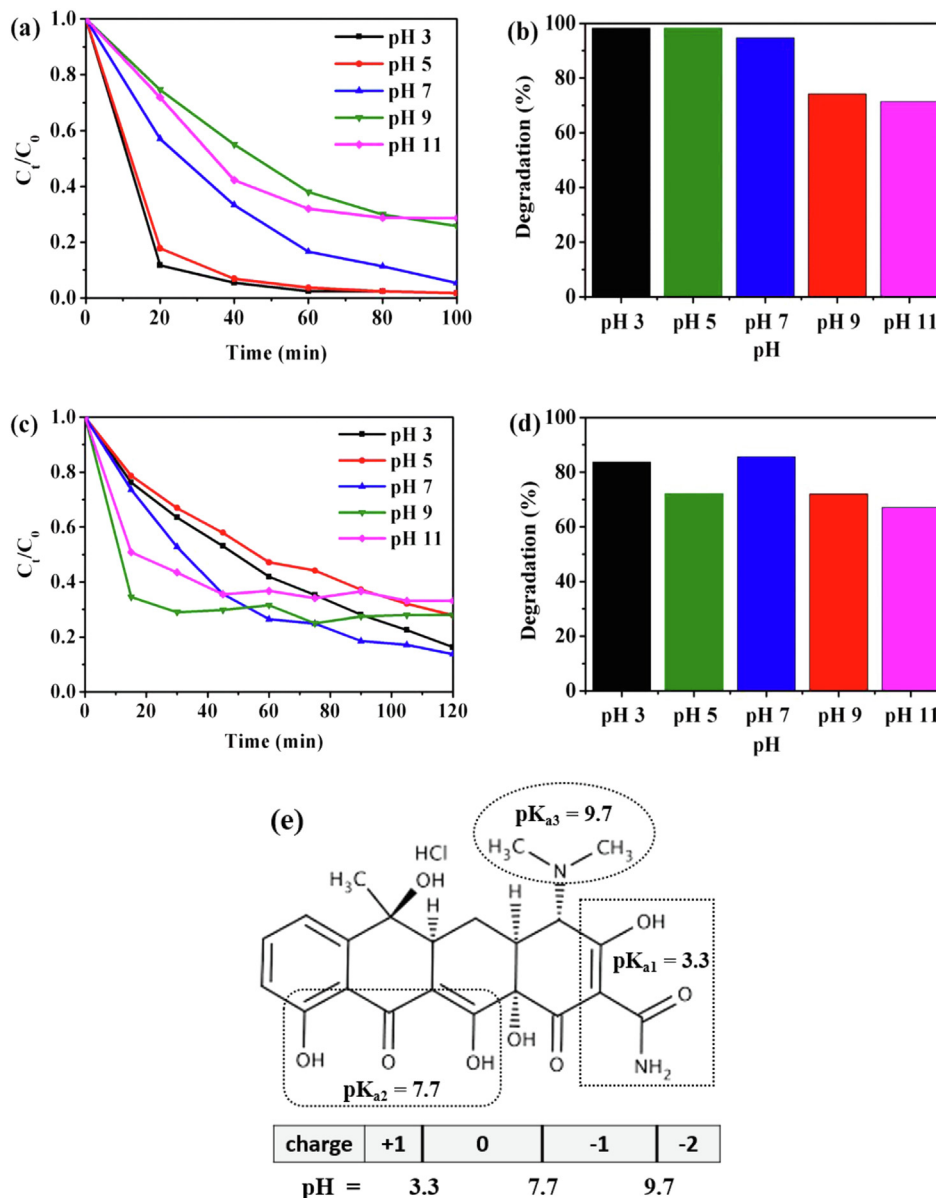 (a)
pH 3
pH 5
pH 7
pH 9
pH 11
1.0
0.8
0.6
0.4
0.2
0.0
C_t/C_0
0 20 40 60 80 100
Time (min)
(b)
100
80
60
40
20
0
Degradation (%)
pH 3 pH 5 pH 7 pH 9 pH 11
pH
(c)
pH 3
pH 5
pH 7
pH 9
pH 11
1.0
0.8
0.6
0.4
0.2
0.0
C_t/C_0
0 20 40 60 80 100 120
Time (min)
(d)
100
80
60
40
20
0
Degradation (%)
pH 3 pH 5 pH 7 pH 9 pH 11
pH
(e)
pK_a3 = 9.7
HCl
H₃C
OH
H
H
H₃C
N
CH₃
OH
pK_a1 = 3.3
O
NH₂
OH
O
OH
OH
O
pK_a2 = 7.7
charge +1 0 -1 -2
pH = 3.3 7.7 9.7